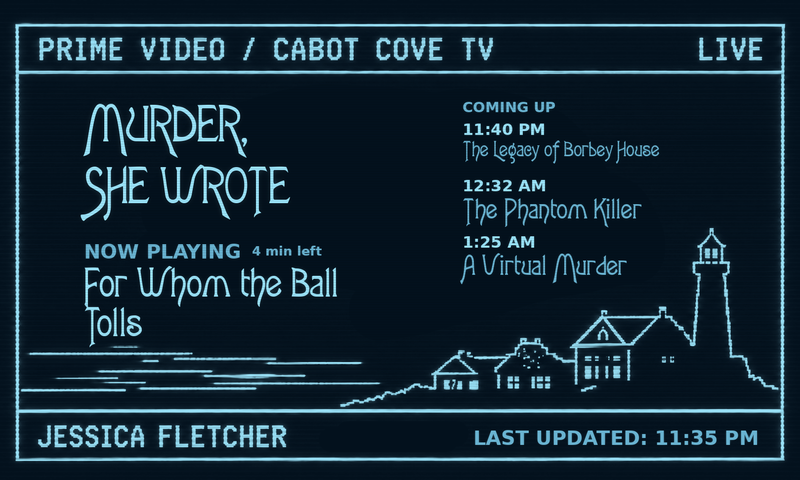 PRIME VIDEO / CABOT COVE TV
LIVE
MURDER,
SHE WROTE
NOW PLAYING 4 min left
For Whom the Ball
Tolls
COMING UP
11:40 PM
The Legacy of Borbey House
12:32 AM
The Phantom Killer
1:25 AM
A Virtual Murder
JESSICA FLETCHER
LAST UPDATED: 11:35 PM